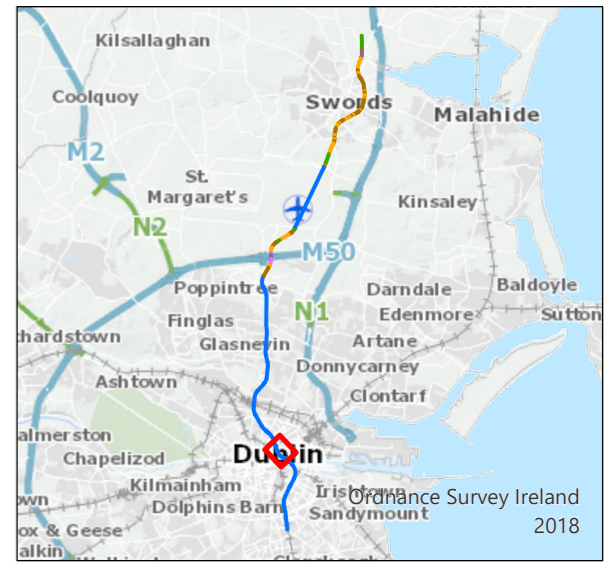 Kilsallaghan
Coolquoy
Swords
Malahide
M2
St.
Margaret's
Kinsaley
N2
M50
Poppintree
Darndale
Baldoyle
N1
Edenmore
Sutton
Finglas
chardstown
Glasnevin
Artane
Donnycarney
Ashtown
Clontarf
almerston
Chapelizod
Dublin
Kilmainham
Irishtown
Ordnance Survey Ireland
2018
Dolphins Barn
Sandymount
own
ox & Geese
alkin